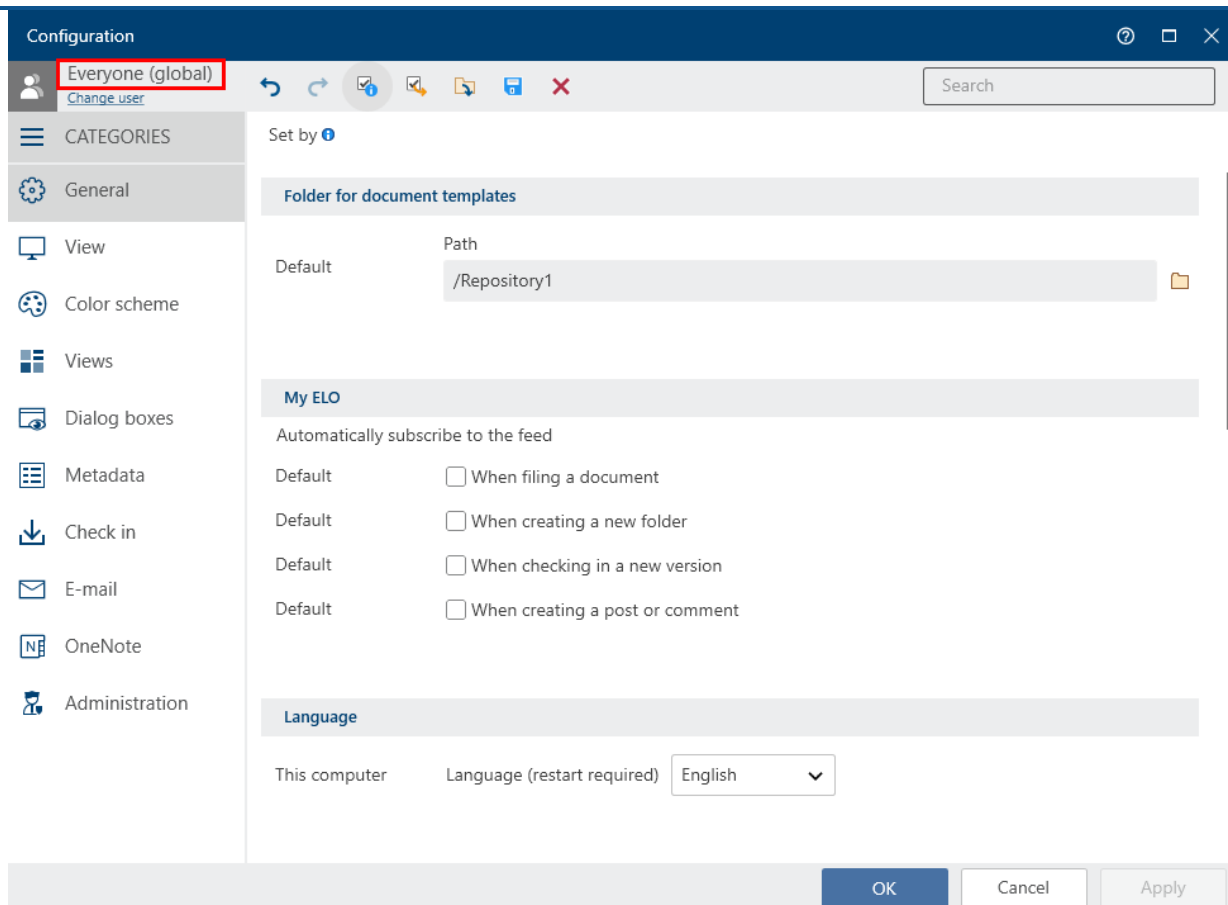 Configuration
Everyone (global)
Change user
Search
CATEGORIES
General
View
Color scheme
Views
Dialog boxes
Metadata
Check in
E-mail
OneNote
Administration
Set by
Folder for document templates
Path
Default
/Repository1
My ELO
Automatically subscribe to the feed
Default When filing a document
Default When creating a new folder
Default When checking in a new version
Default When creating a post or comment
Language
This computer Language (restart required) English
OK Cancel Apply